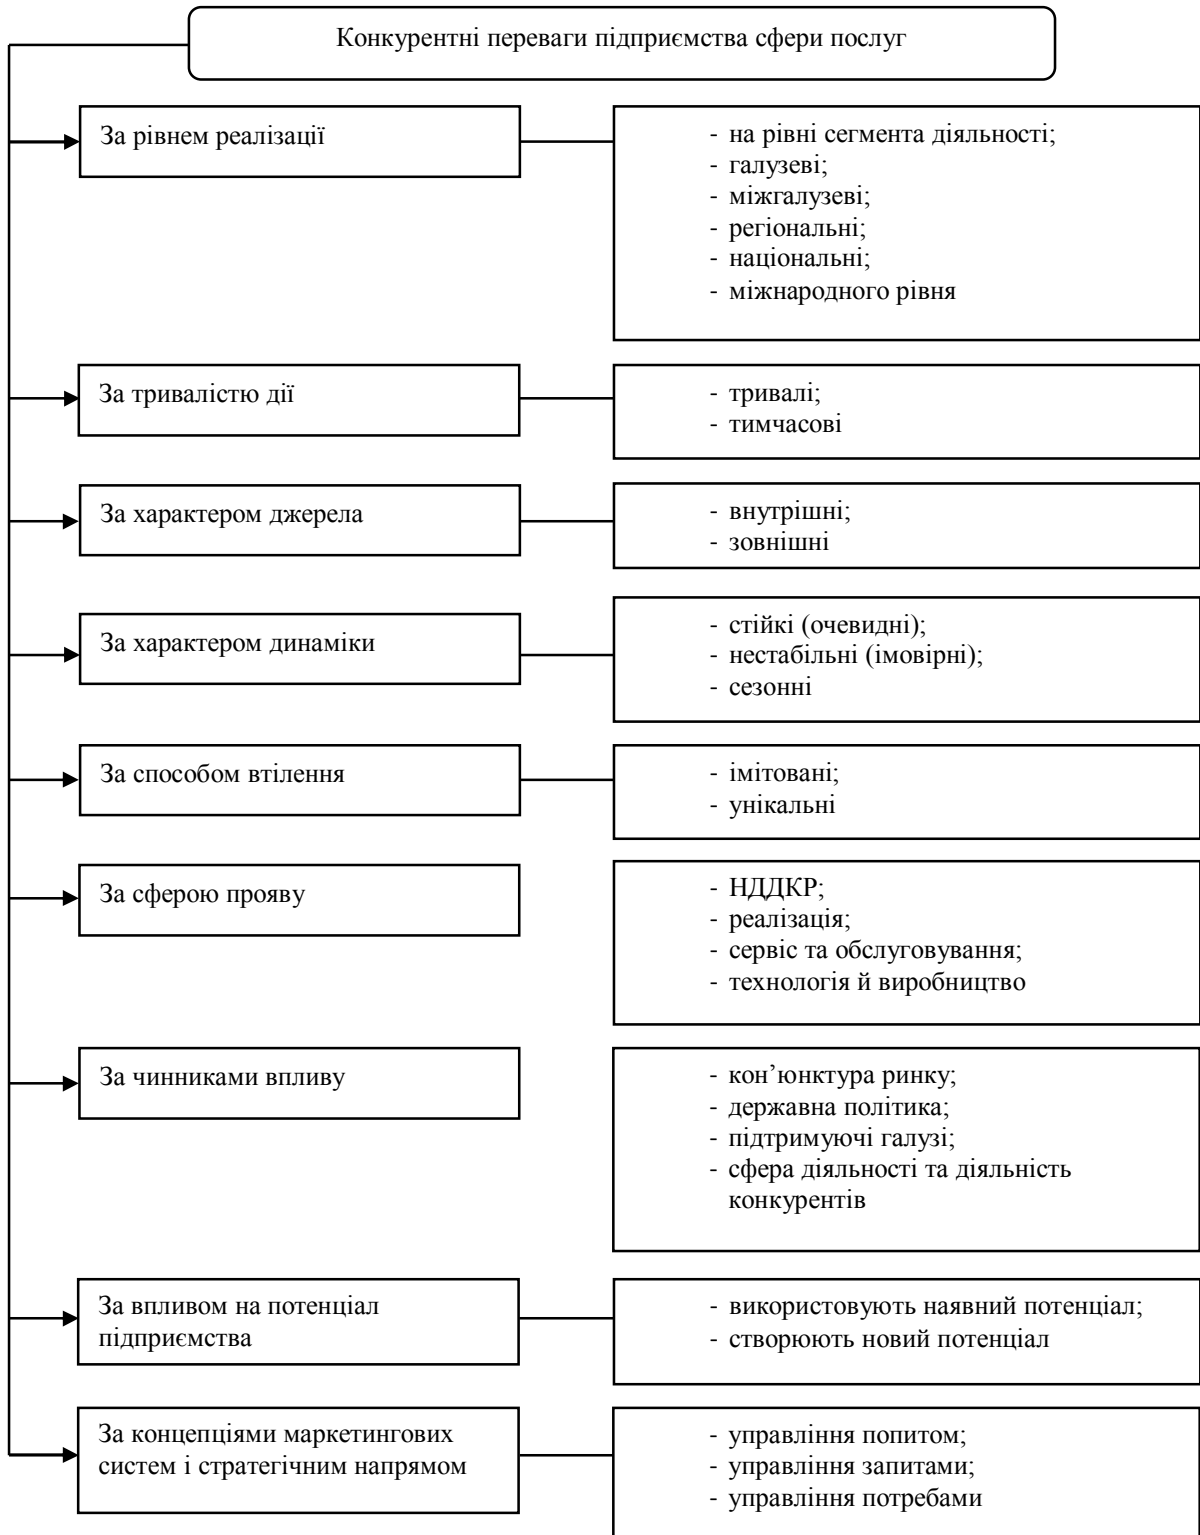 Конкурентні переваги підприємства сфери послуг
За рівнем реалізації
- на рівні сегмента діяльності;
- галузеві;
- міжгалузеві;
- регіональні;
- національні;
- міжнародного рівня
За тривалістю дії
- тривалі;
- тимчасові
За характером джерела
- внутрішні;
- зовнішні
За характером динаміки
- стійкі (очевидні);
- нестабільні (імовірні);
- сезонні
За способом втілення
- імітовані;
- унікальні
За сферою прояву
- НДДКР;
- реалізація;
- сервіс та обслуговування;
- технологія й виробництво
За чинниками впливу
- кон’юнктура ринку;
- державна політика;
- підтримуючі галузі;
- сфера діяльності та діяльність
конкурентів
За впливом на потенціал
підприємства
- використовують наявний потенціал;
- створюють новий потенціал
За концепціями маркетингових
систем і стратегічним напрямом
- управління попитом;
- управління запитами;
- управління потребами